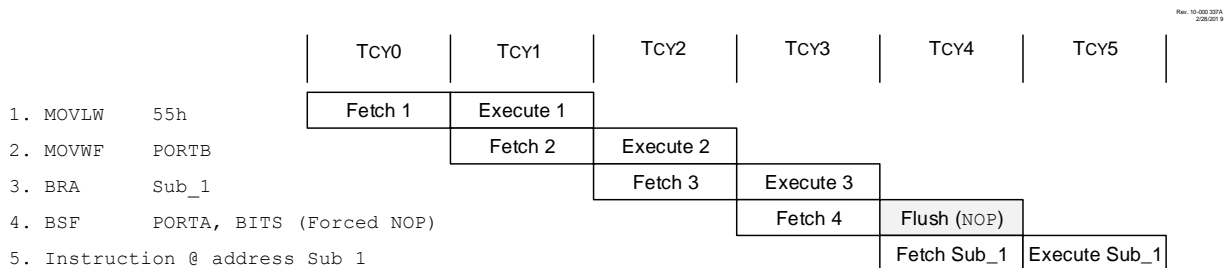 Rev. 10-000 337A
2/28/201 9
TCY0 TCY1 TCY2 TCY3 TCY4 TCY5
1. MOVLW 55h Fetch 1 Execute 1
2. MOVWF PORTB Fetch 2 Execute 2
3. BRA Sub_1 Fetch 3 Execute 3
4. BSF PORTA, BITS (Forced NOP) Fetch 4 Flush (NOP)
5. Instruction @ address Sub 1 Fetch Sub_1 Execute Sub_1